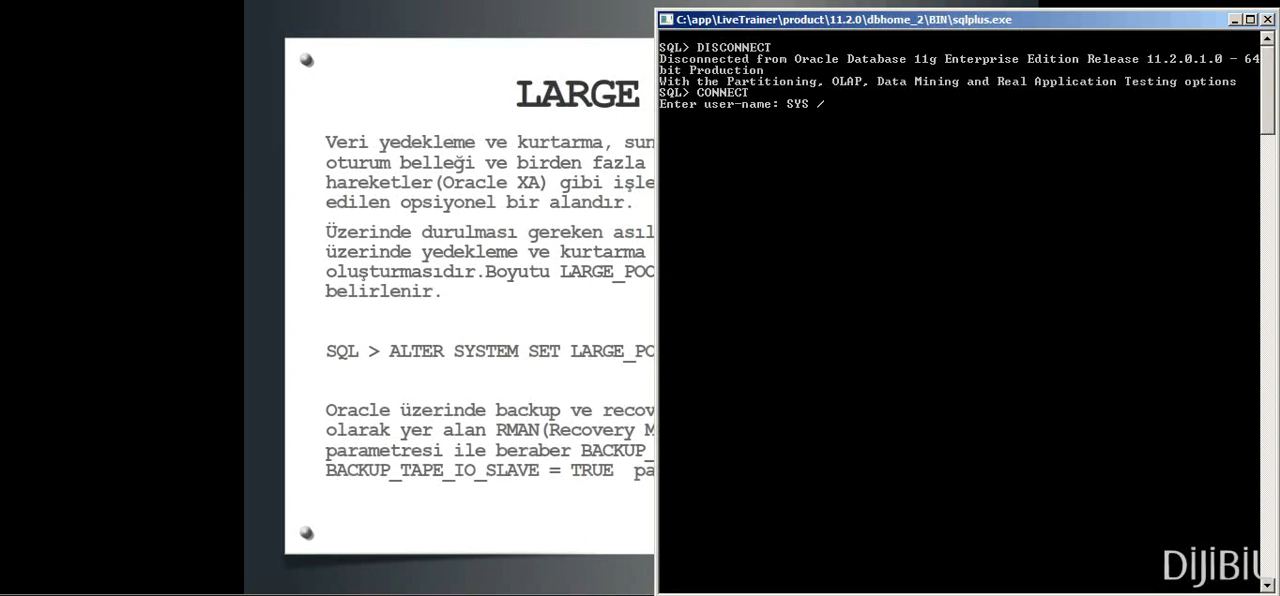 C:\app\LiveTrainer\product\11.2.0\dbhome_2\BIN\sqlplus.exe
SQL> DISCONNECT
Disconnected from Oracle Database 11g Enterprise Edition Release 11.2.0.1.0 - 64
bit Production
With the Partitioning, OLAP, Data Mining and Real Application Testing options
SQL> CONNECT
Enter user-name: SYS /
LARGE
Veri yedekleme ve kurtarma, sun
oturum belleği ve birden fazla
hareketler(Oracle XA) gibi işle
edilen opsiyonel bir alandır.
Üzerinde durulması gereken asıl
üzerinde yedekleme ve kurtarma
oluşturmasıdır.Boyutu LARGE_POO
belirlenir.
SQL > ALTER SYSTEM SET LARGE_PO
Oracle üzerinde backup ve recov
olarak yer alan RMAN(Recovery M
parametresi ile beraber BACKUP_
BACKUP_TAPE_IO_SLAVE = TRUE pa